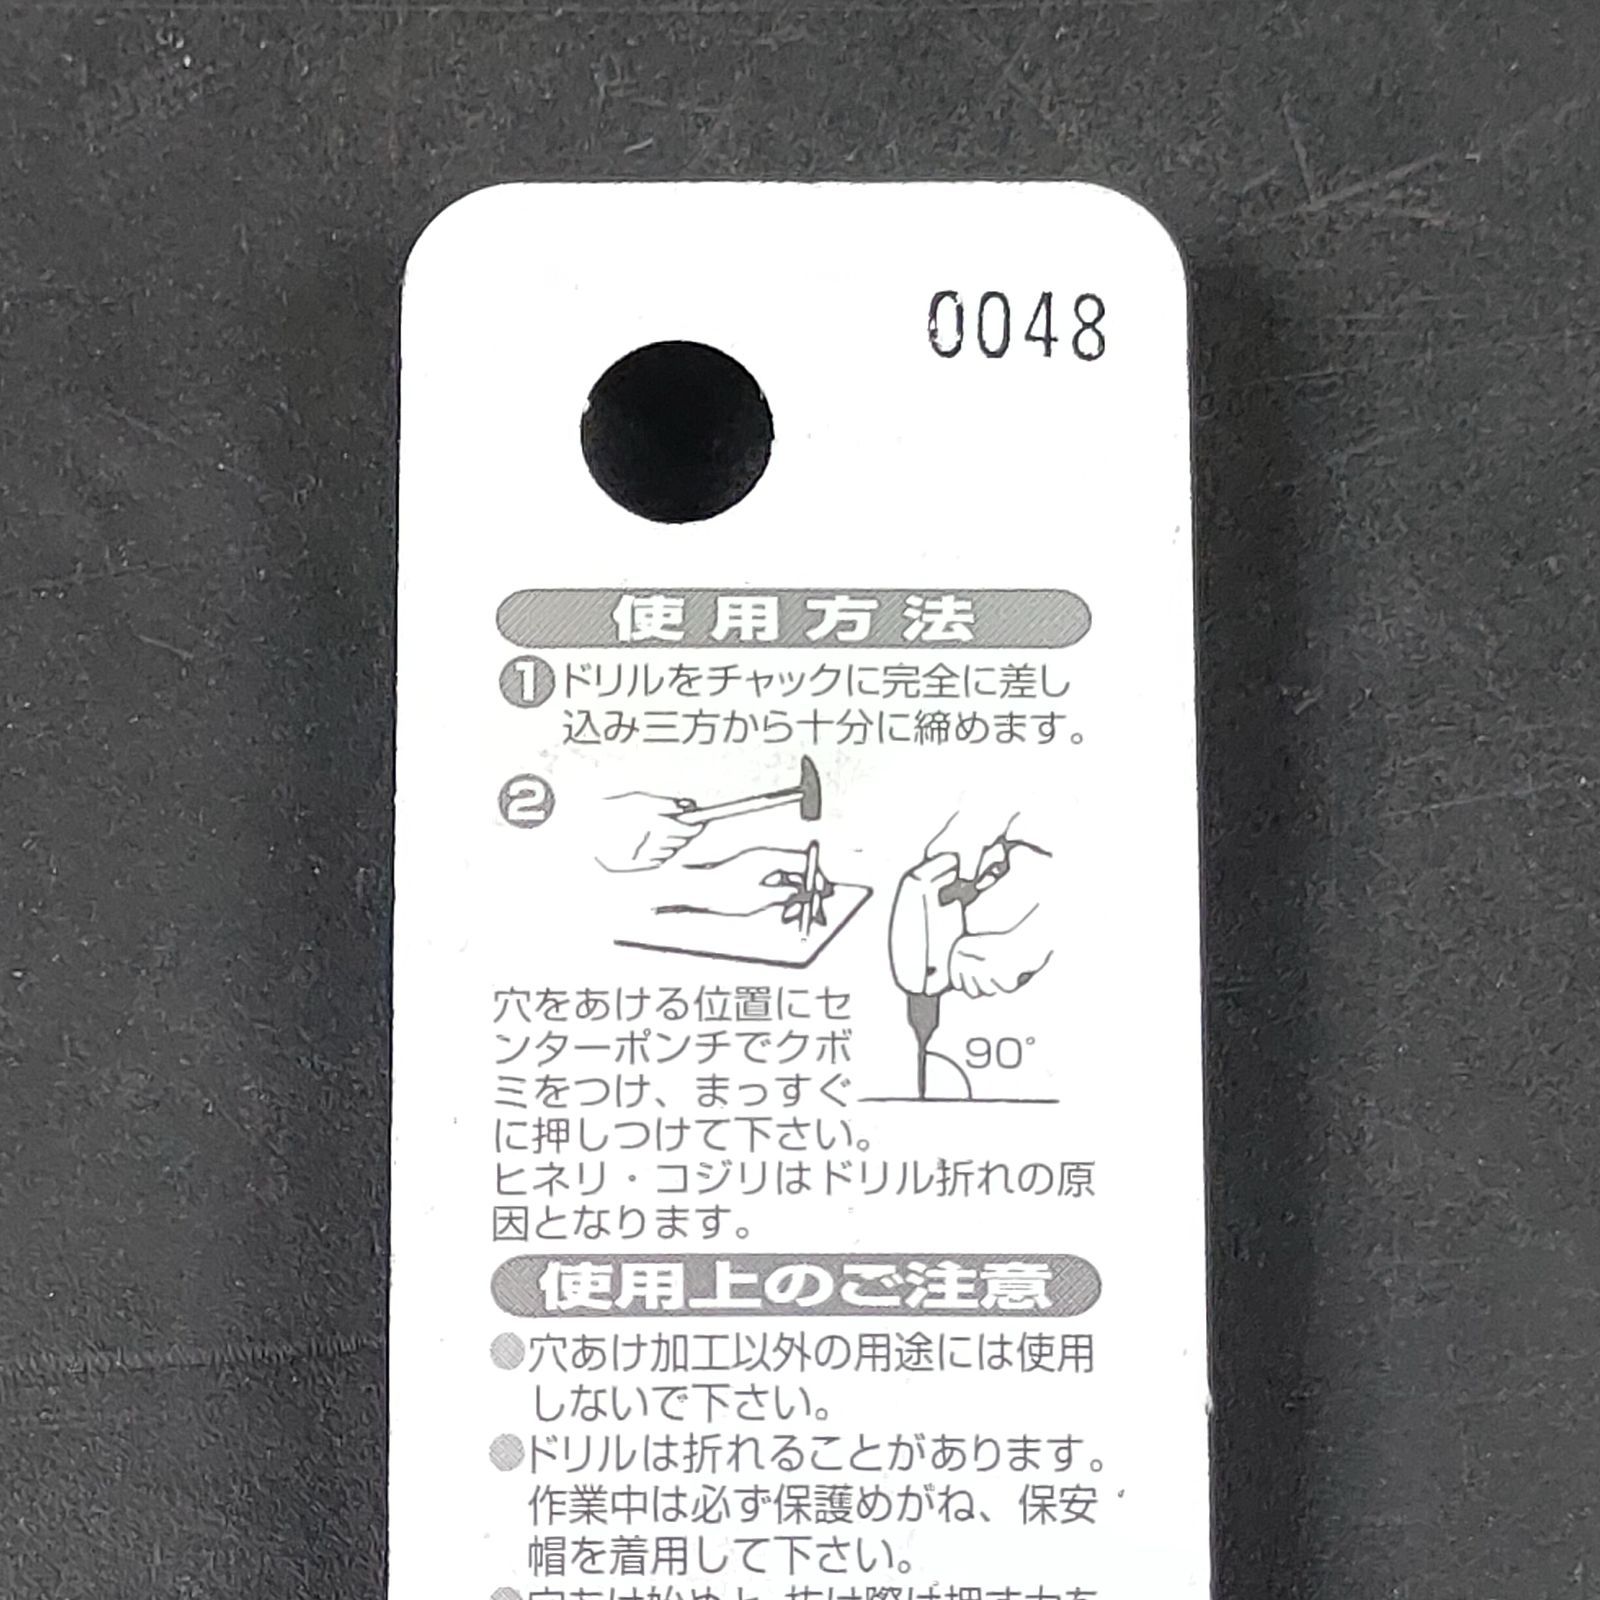 0048
使用方法
1 ドリルをチャックに完全に差し
込み三方から十分に締めます。
2
90°
穴をあける位置にセ
ンターポンチでクボ
ミをつけ、まっすぐ
に押しつけて下さい。
ヒネリ・コジリはドリル折れの原
因となります。
使用上のご注意
●穴あけ加工以外の用途には使用
しないで下さい。
●ドリルは折れることがあります。
作業中は必ず保護めがね、保安
帽を着用して下さい。